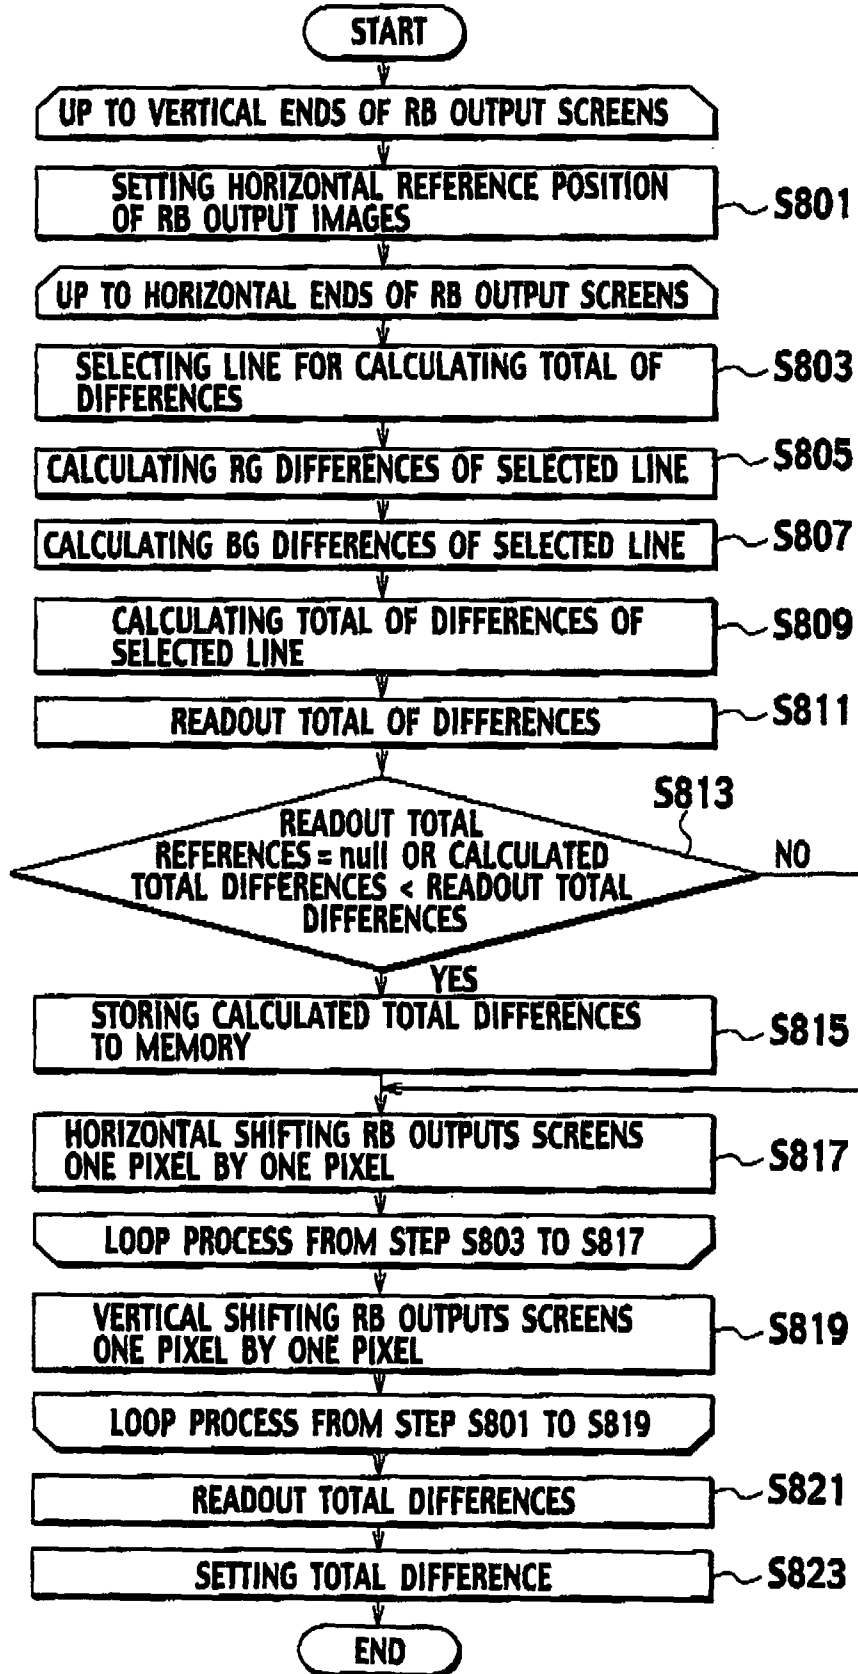 START
UP TO VERTICAL ENDS OF RB OUTPUT SCREENS
SETTING HORIZONTAL REFERENCE POSITION
OF RB OUTPUT IMAGES
S801
UP TO HORIZONTAL ENDS OF RB OUTPUT SCREENS
SELECTING LINE FOR CALCULATING TOTAL OF
DIFFERENCES
S803
CALCULATING RG DIFFERENCES OF SELECTED LINE
S805
CALCULATING BG DIFFERENCES OF SELECTED LINE
S807
CALCULATING TOTAL OF DIFFERENCES OF
SELECTED LINE
S809
READOUT TOTAL OF DIFFERENCES
S811
S813
READOUT TOTAL
REFERENCES = null OR CALCULATED
TOTAL DIFFERENCES < READOUT TOTAL
DIFFERENCES
NO
YES
STORING CALCULATED TOTAL DIFFERENCES
TO MEMORY
S815
HORIZONTAL SHIFTING RB OUTPUTS SCREENS
ONE PIXEL BY ONE PIXEL
S817
LOOP PROCESS FROM STEP S803 TO S817
VERTICAL SHIFTING RB OUTPUTS SCREENS
ONE PIXEL BY ONE PIXEL
S819
LOOP PROCESS FROM STEP S801 TO S819
READOUT TOTAL DIFFERENCES
S821
SETTING TOTAL DIFFERENCE
S823
END